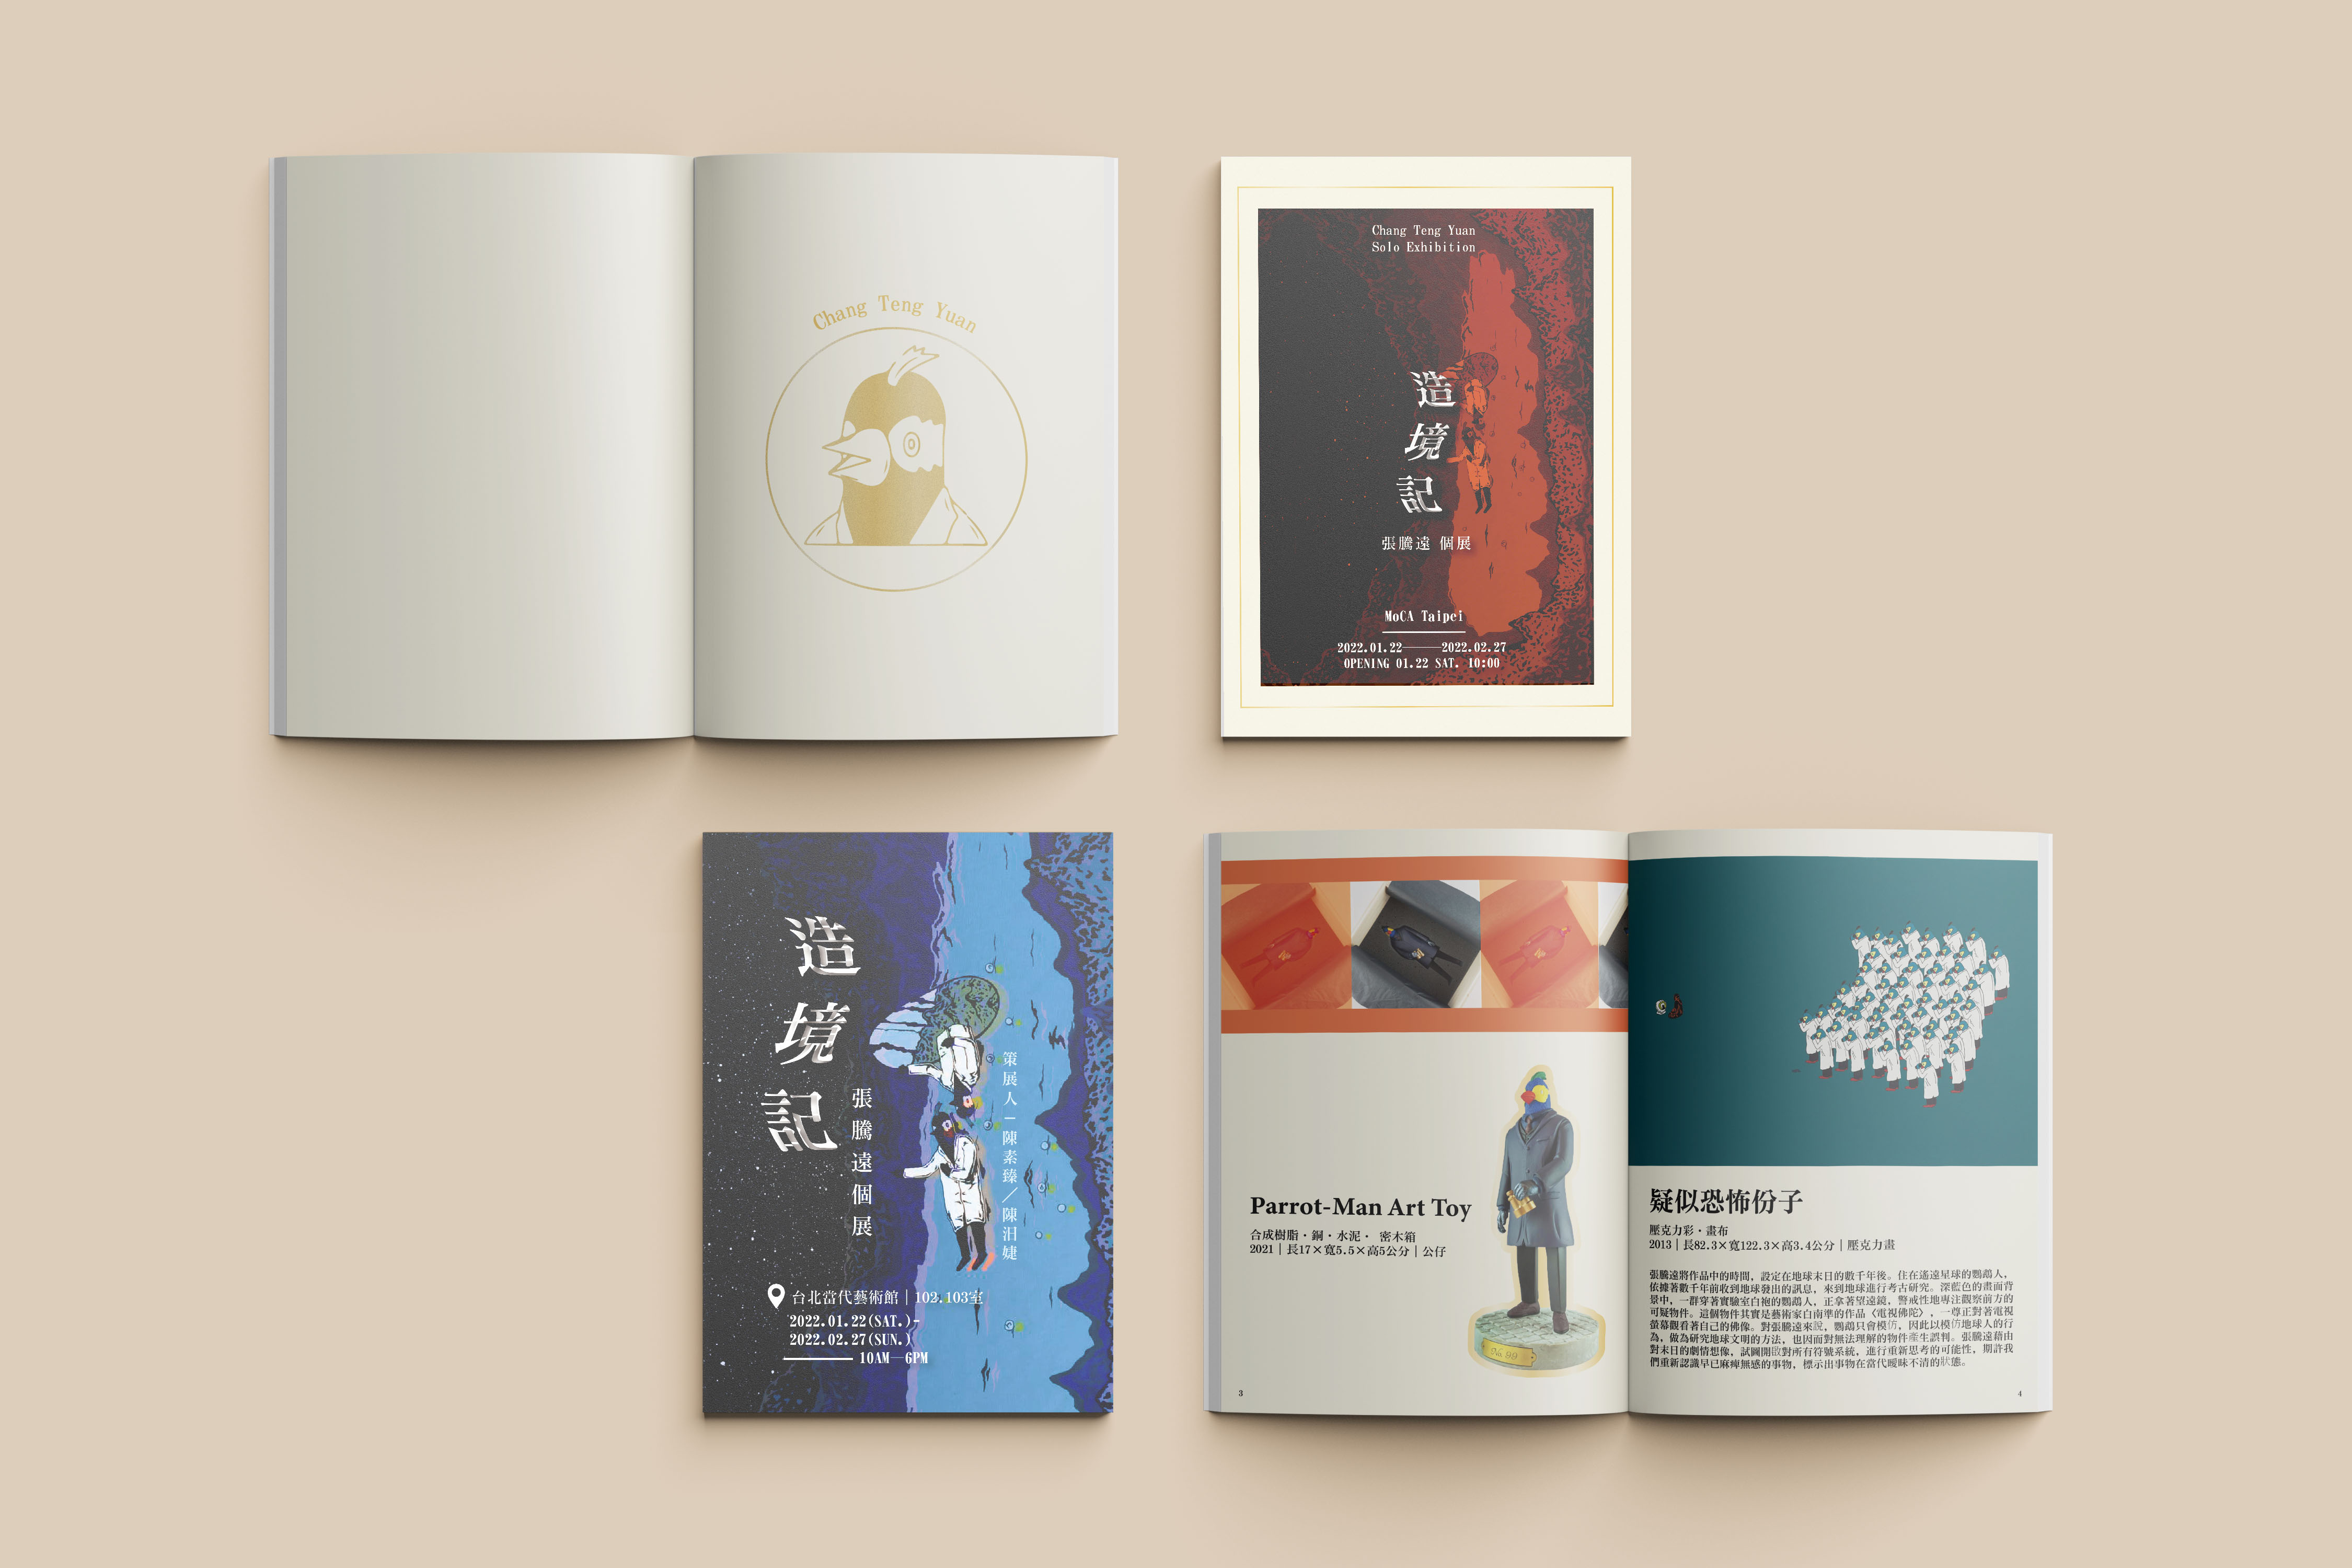 Chang Teng Yuan
Chang Teng Yuan
Solo Exhibition
造境記
張騰遠 個展
MoCA Taipei
2022.01.22——2022.02.27
OPENING 01.22 SAT. 10:00
造境記
張騰遠個展
策展人—陳素臻／陳汨婕
台北當代藝術館｜102.103室
2022.01.22(SAT.)-
2022.02.27(SUN.)
10AM—6PM
Parrot-Man Art Toy
合成樹脂・銅・水泥・ 密木箱
2021｜長17×寬5.5×高5公分｜公仔
No. 99
3
疑似恐怖份子
壓克力彩・畫布
2013｜長82.3×寬122.3×高3.4公分｜壓克力畫
張騰遠將作品中的時間，設定在地球末日的數千年後。住在遙遠星球的鸚鵡人，
依據著數千年前收到地球發出的訊息，來到地球進行考古研究。深藍色的畫面背
景中，一群穿著實驗室白袍的鸚鵡人，正拿著望遠鏡，警戒性地專注觀察前方的
可疑物件。這個物件其實是藝術家白南準的作品〈電視佛陀〉，一尊正對著電視
螢幕觀看著自己的佛像。對張騰遠來說，鸚鵡只會模仿，因此以模仿地球人的行
為，做為研究地球文明的方法，也因面對無法理解的物件產生誤判。張騰遠藉由
對末日的劇情想像，試圖開啟對所有符號系統，進行重新思考的可能性，期許我
們重新認識早已麻痺無感的事物，標示出事物在當代曖昧不清的狀態。
4